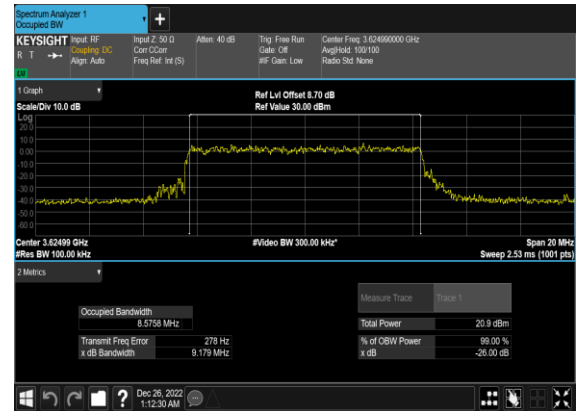 Spectrum Analyzer 1
Occupied BW
KEYSIGHT Input: RF Input Z: 50 Ω Atten: 40 dB Trig: Free Run Center Freq: 3.624990000 GHz
R T Coupling: DC Corr CCorr Gate: Off Avg|Hold: 100/100
Align: Auto Freq Ref: Int (S) #IF Gain: Low Radio Std: None
1 Graph
Ref Lvl Offset 8.70 dB
Scale/Div 10.0 dB Ref Value 30.00 dBm
Log
20.0
10.0
0.00
-10.0
-20.0
-30.0
-40.0
-50.0
-60.0
Center 3.62499 GHz #Video BW 300.00 kHz* Span 20 MHz
#Res BW 100.00 kHz Sweep 2.53 ms (1001 pts)
2 Metrics
Measure Trace Trace 1
Occupied Bandwidth
8.5758 MHz Total Power 20.9 dBm
Transmit Freq Error 278 Hz % of OBW Power 99.00 %
x dB Bandwidth 9.179 MHz x dB -26.00 dB
? Dec 26, 2022
1:12:30 AM